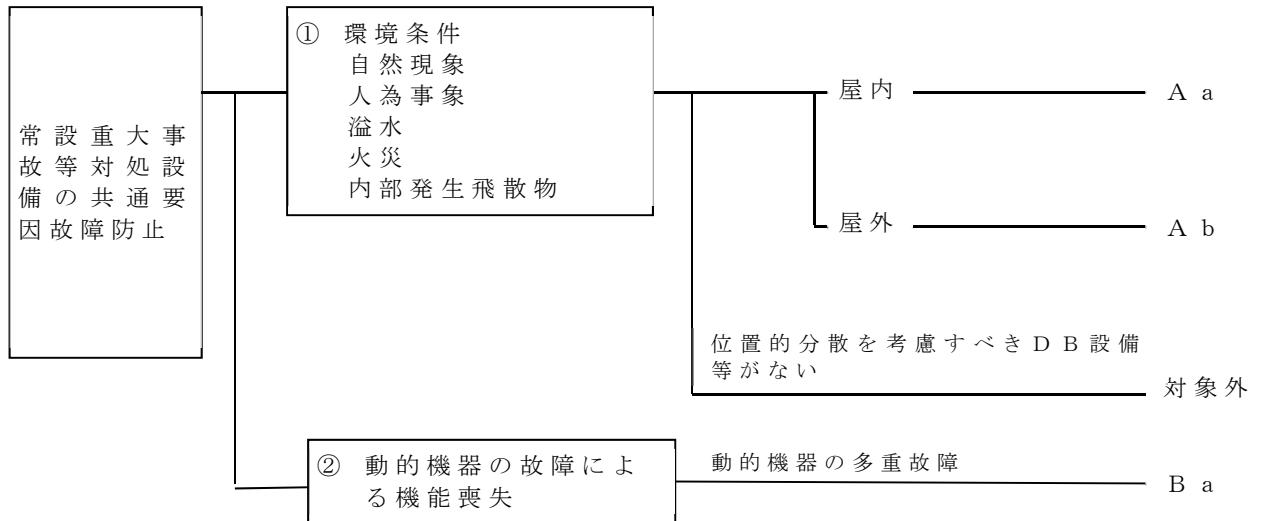 常設重大事
故等対処設
備の共通要
因故障防止
① 環境条件
自然現象
人為事象
溢水
火災
内部発生飛散物
屋内
Aa
屋外
Ab
位置的分散を考慮すべきDB設備
等がない
対象外
② 動的機器の故障によ
る機能喪失
動的機器の多重故障
Ba